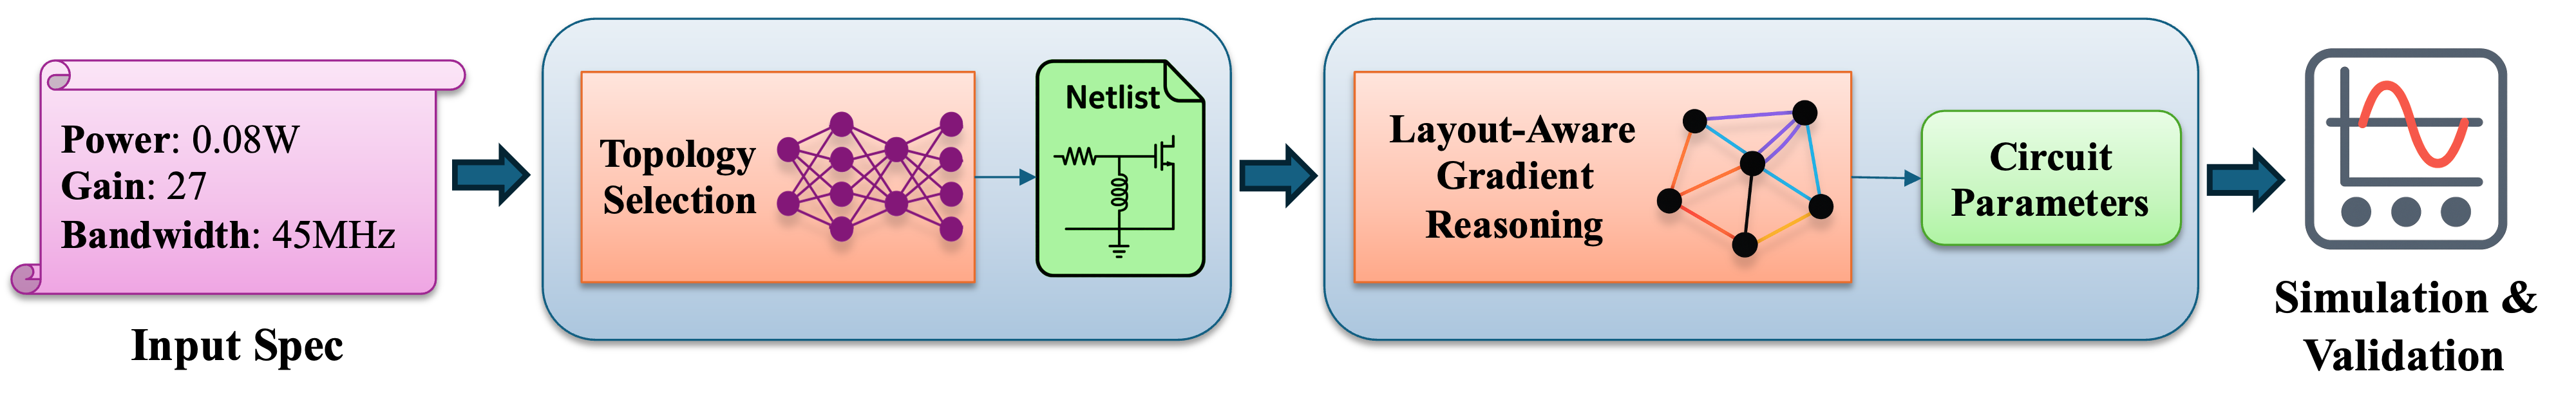 Power: 0.08W
Gain: 27
Bandwidth: 45MHz
Input Spec
Topology
Selection
Netlist
Layout-Aware
Gradient
Reasoning
Circuit
Parameters
Simulation &
Validation